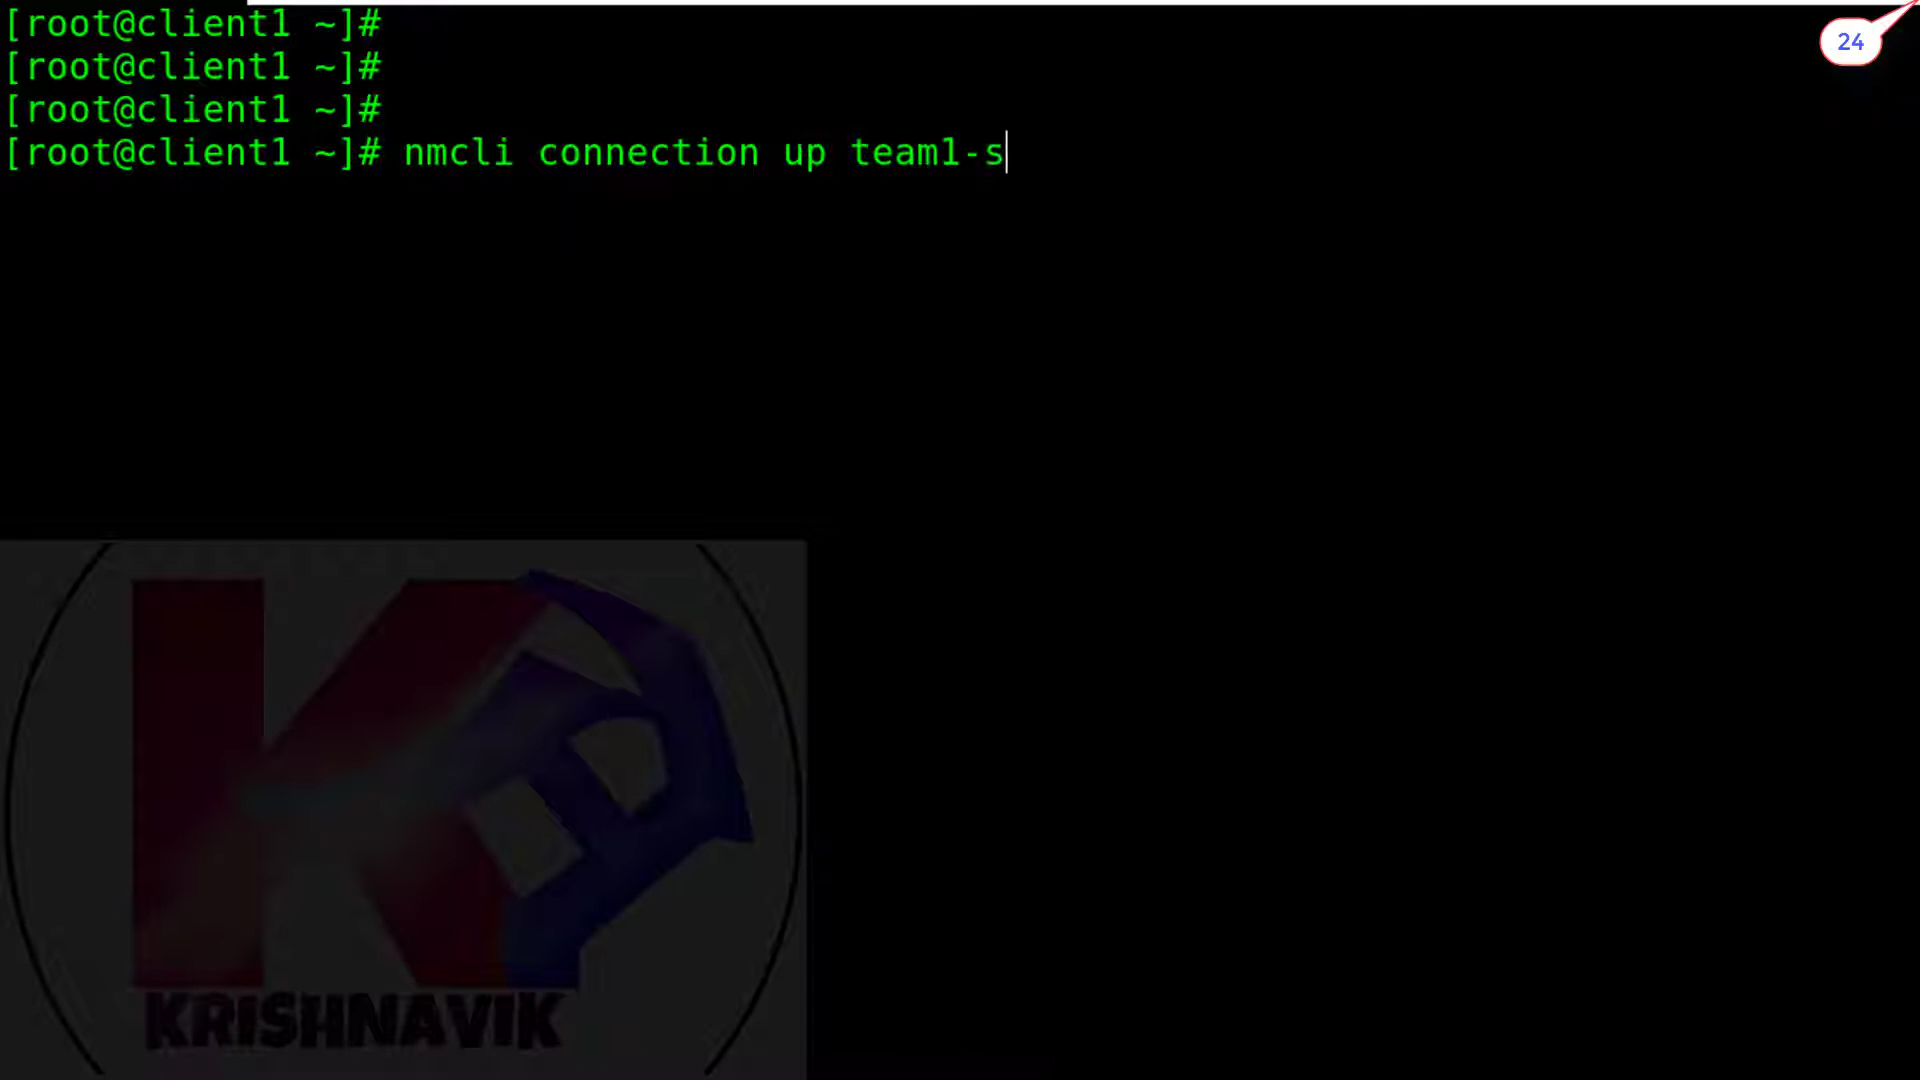 [root@client1 ~]#
24
[root@client1 ~]#
[root@client1 ~]#
[root@client1 ~]# nmcli connection up team1-s
KRiSHNAVIK